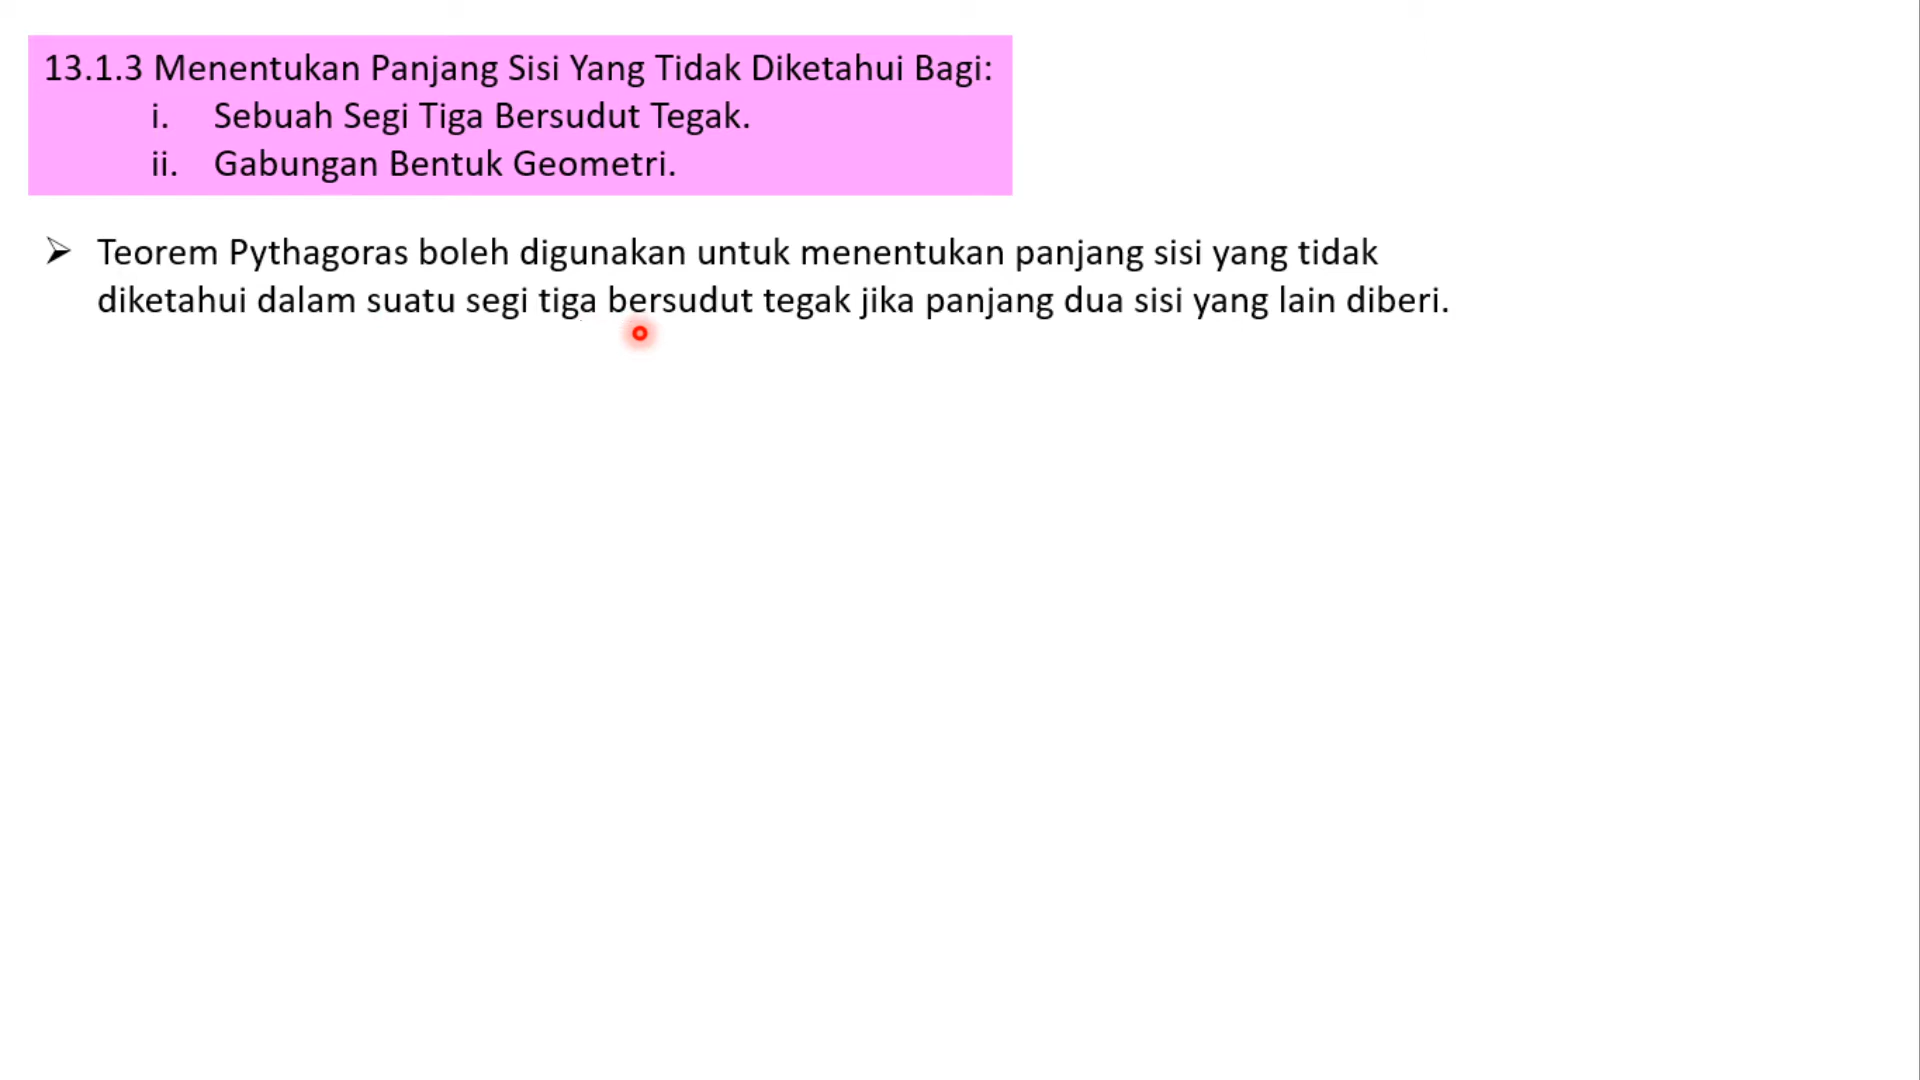 13.1.3 Menentukan Panjang Sisi Yang Tidak Diketahui Bagi:
i. Sebuah Segi Tiga Bersudut Tegak.
ii. Gabungan Bentuk Geometri.
➢ Teorem Pythagoras boleh digunakan untuk menentukan panjang sisi yang tidak
diketahui dalam suatu segi tiga bersudut tegak jika panjang dua sisi yang lain diberi.